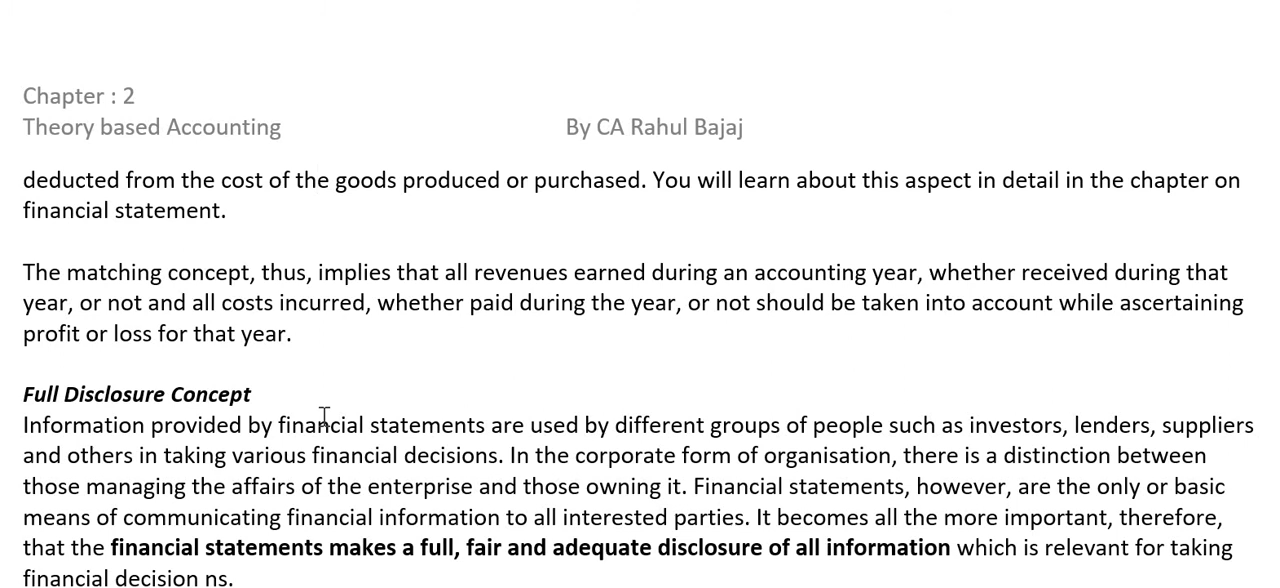 Chapter : 2
Theory based Accounting By CA Rahul Bajaj
deducted from the cost of the goods produced or purchased. You will learn about this aspect in detail in the chapter on
financial statement.
The matching concept, thus, implies that all revenues earned during an accounting year, whether received during that
year, or not and all costs incurred, whether paid during the year, or not should be taken into account while ascertaining
profit or loss for that year.
Full Disclosure Concept
Information provided by financial statements are used by different groups of people such as investors, lenders, suppliers
and others in taking various financial decisions. In the corporate form of organisation, there is a distinction between
those managing the affairs of the enterprise and those owning it. Financial statements, however, are the only or basic
means of communicating financial information to all interested parties. It becomes all the more important, therefore,
that the financial statements makes a full, fair and adequate disclosure of all information which is relevant for taking
financial decision ns.